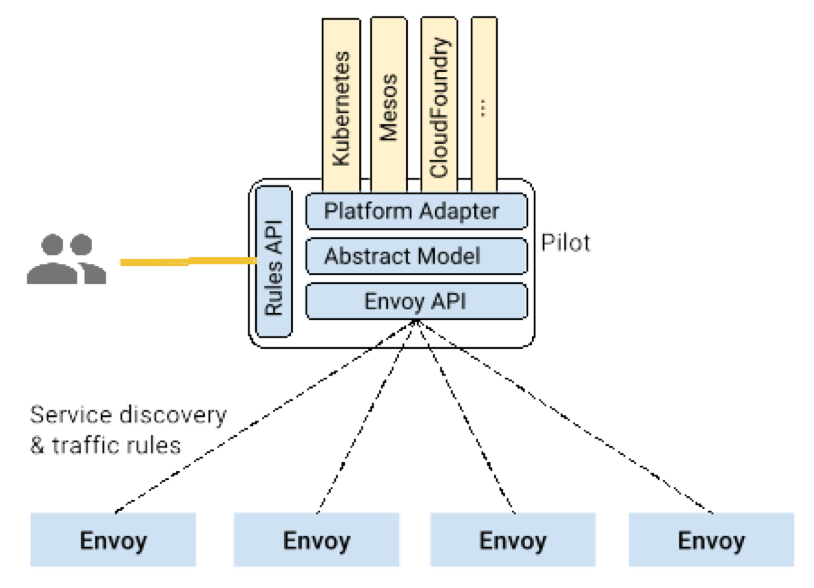 Kubernetes
Mesos
CloudFoundry
...
Rules API
Platform Adapter
Abstract Model
Envoy API
Pilot
Service discovery
& traffic rules
Envoy
Envoy
Envoy
Envoy